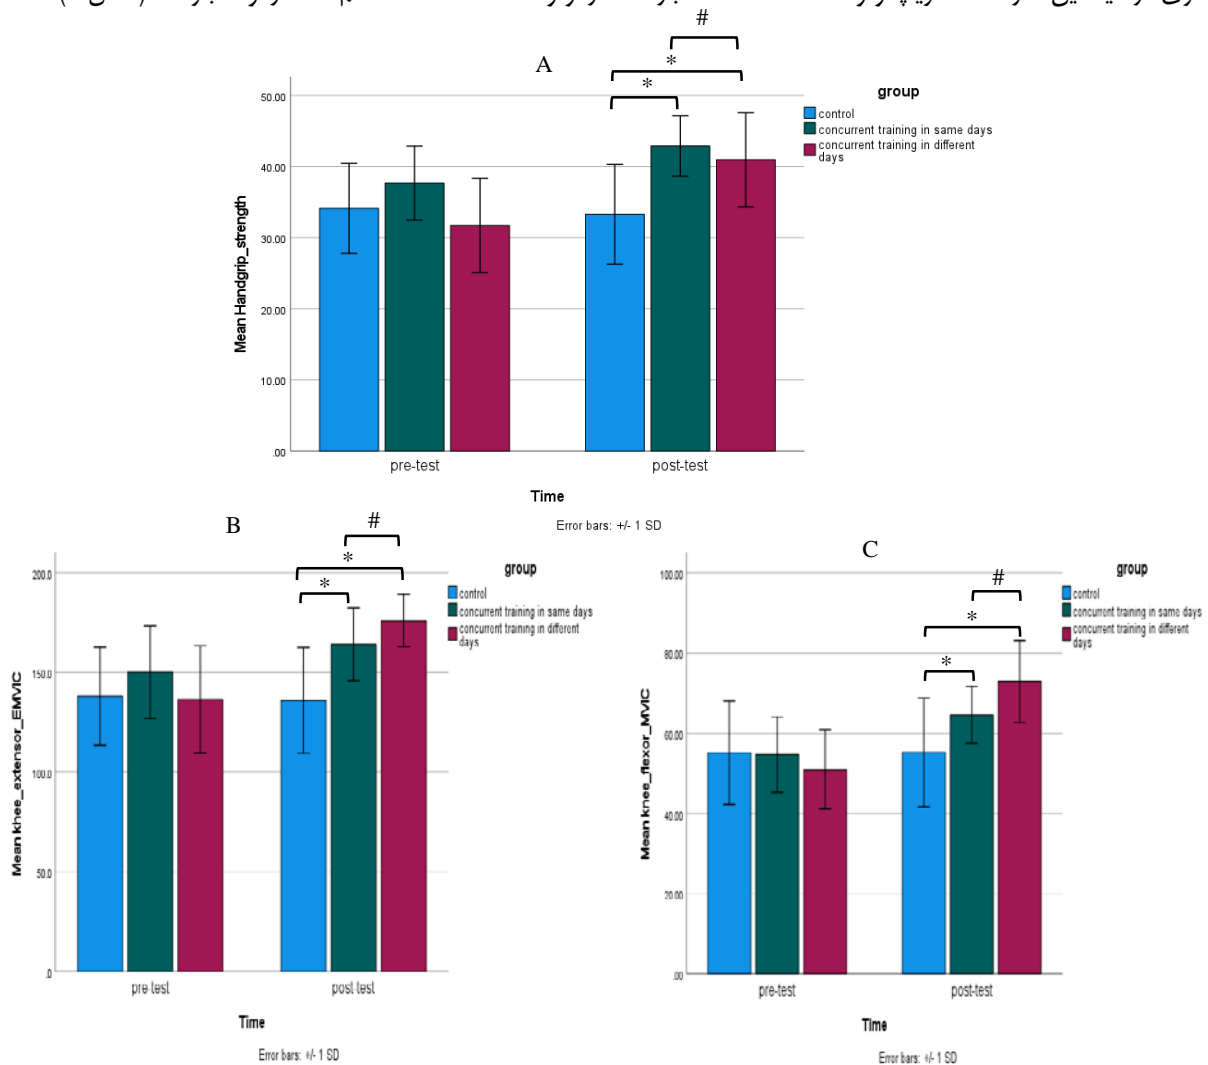 A
#
*
*
group
control
concurrent training in same days
concurrent training in different
days
50.00
40.00
30.00
20.00
10.00
.00
Mean Handgrip_strength
pre-test
post-test
Time
Error bars: +/- 1 SD
B
#
*
*
group
control
concurrent training in same days
concurrent training in different
days
200.0
150.0
100.0
50.0
.0
Mean knee_extensor_EMVIC
pre test
post test
Time
Error bars: +/- 1 SD
C
#
*
*
group
control
concurrent training in same days
concurrent training in different
days
100.00
80.00
60.00
40.00
20.00
.00
Mean knee_flexor_MVIC
pre-test
post-test
Time
Error bars: +/- 1 SD